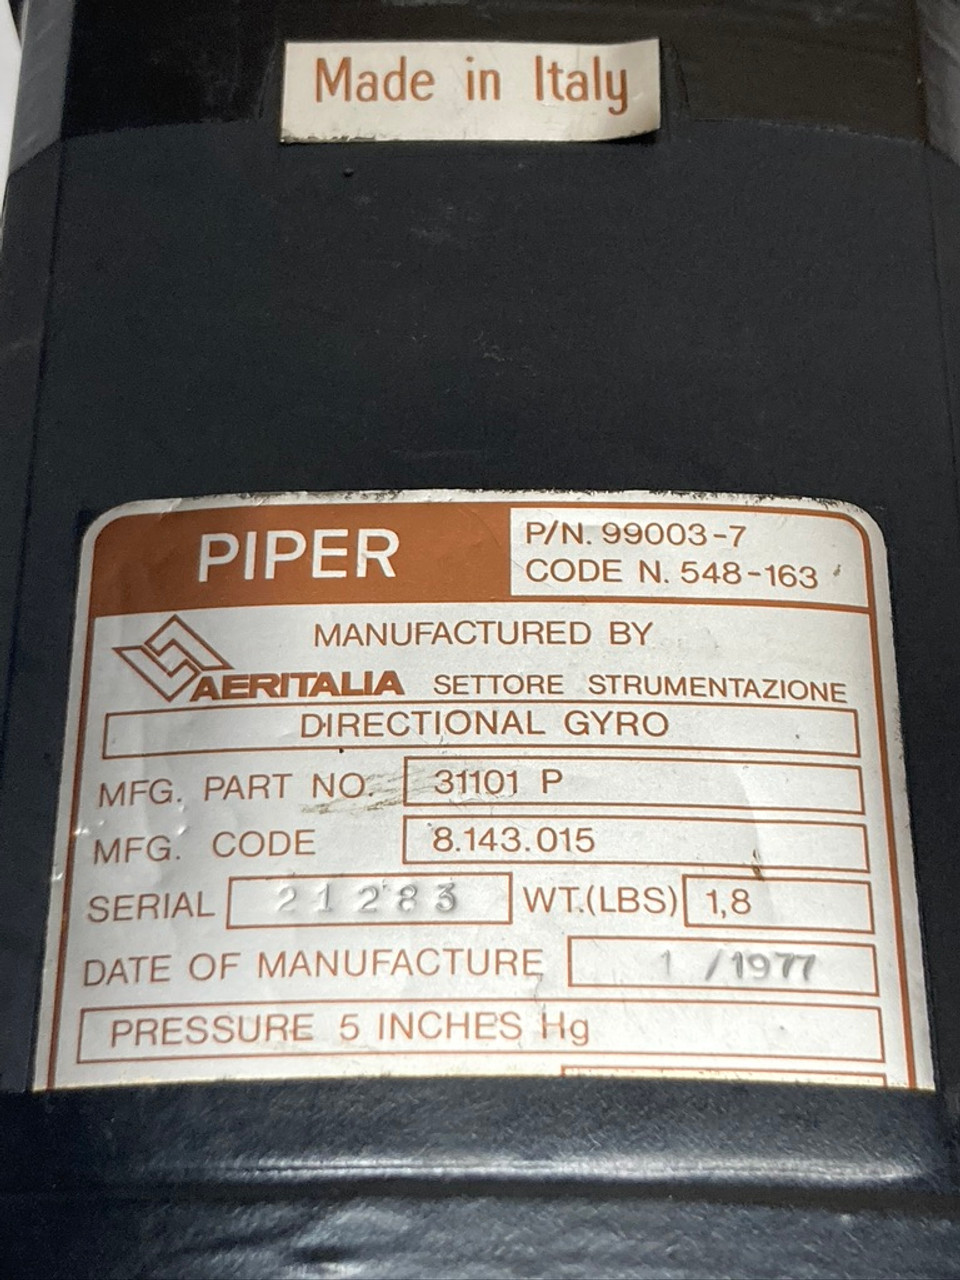 Made in Italy
PIPER
P/N. 99003-7
CODE N. 548-163
MANUFACTURED BY
AERITALIA SETTORE STRUMENTAZIONE
DIRECTIONAL GYRO
MFG. PART NO. 31101 P
MFG. CODE 8.143.015
SERIAL 21283 WT.(LBS) 1,8
DATE OF MANUFACTURE 1 /1977
PRESSURE 5 INCHES Hg